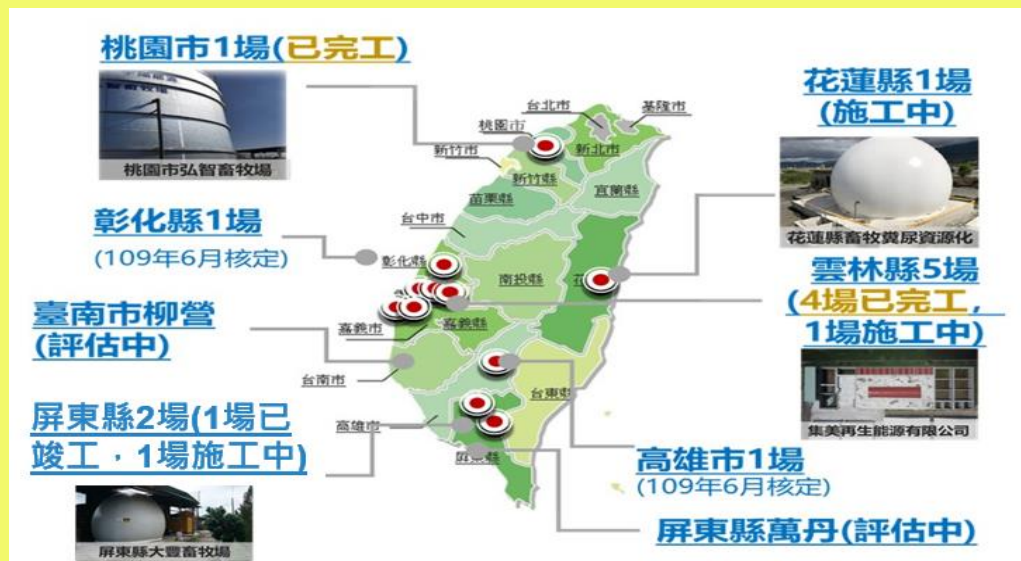 桃園市1場(已完工)
桃園市弘智畜牧場
花蓮縣1場
(施工中)
花蓮縣畜牧糞尿資源化
彰化縣1場
(109年6月核定)
雲林縣5場
(4場已完工,
1場施工中)
集美再生能源有限公司
臺南市柳營
(評估中)
屏東縣2場(1場已
竣工，1場施工中)
屏東縣大豐畜牧場
高雄市1場
(109年6月核定)
屏東縣萬丹(評估中)
台北市
基隆市
桃園市
新北市
新竹市
新竹縣
宜蘭縣
苗栗縣
台中市
彰化縣
南投縣
花
嘉義市
嘉義縣
台南市
台東縣
高雄市
屏東縣